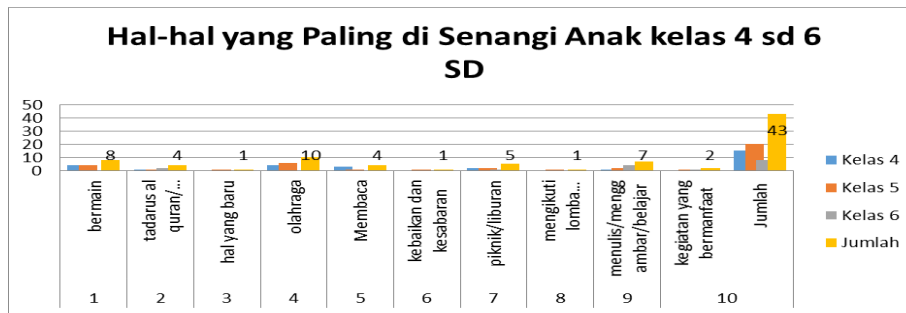 Hal-hal yang Paling di Senangi Anak kelas 4 sd 6
SD
50
40
30
20
10
0
8
4
1
10
4
1
5
1
7
2
43
bermain
tadarus al
quran/...
hal yang baru
olahraga
Membaca
kebaikan dan
kesabaran
piknik/liburan
mengikuti
lomba...
menulis/mengg
ambar/belajar
kegiatan yang
bermanfaat
Jumlah
1
2
3
4
5
6
7
8
9
10
Kelas 4
Kelas 5
Kelas 6
Jumlah